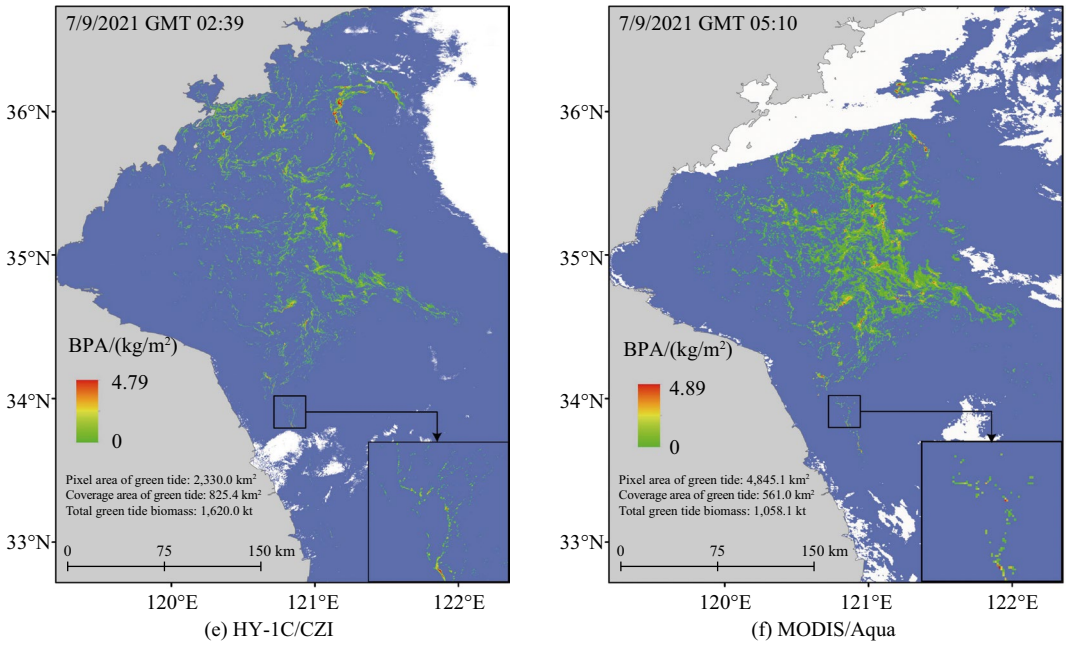 7/9/2021 GMT 02:39
36°N
35°N
34°N
33°N
BPA/(kg/m²)
4.79
0
Pixel area of green tide: 2,330.0 km²
Coverage area of green tide: 825.4 km²
Total green tide biomass: 1,620.0 kt
0 75 150 km
120°E 121°E 122°E
(e) HY-1C/CZI
7/9/2021 GMT 05:10
36°N
35°N
34°N
33°N
BPA/(kg/m²)
4.89
0
Pixel area of green tide: 4,845.1 km²
Coverage area of green tide: 561.0 km²
Total green tide biomass: 1,058.1 kt
0 75 150 km
120°E 121°E 122°E
(f) MODIS/Aqua